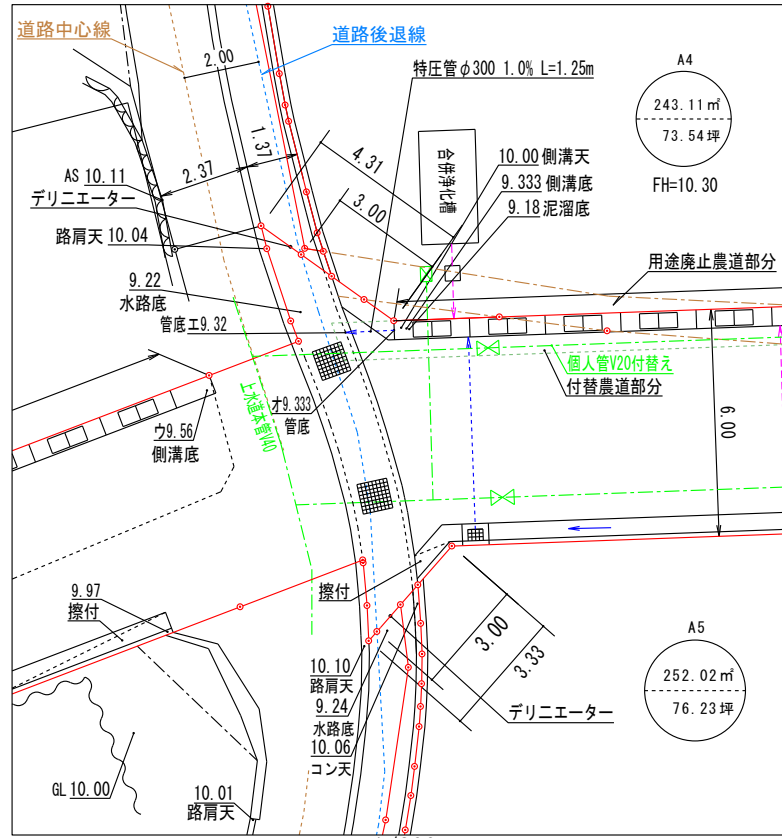 道路中心線
道路後退線
2.00
特圧管φ300 1.0% L=1.25m
A4
243.11㎡
73.54坪
FH=10.30
1.37
4.31
合併浄化槽
10.00 側溝天
9.333 側溝底
9.18 泥溜底
AS 10.11
2.37
デリニエーター
3.00
路肩天 10.04
用途廃止農道部分
9.22
水路底
管底エ9.32
個人管V20付替え
付替農道部分
上水道本管V40
オ9.333
管底
6.00
ウ9.56
側溝底
9.97
擦付
擦付
3.00
3.33
A5
252.02㎡
76.23坪
10.10
路肩天
9.24
水路底
10.06
コン天
デリニエーター
GL 10.00
10.01
路肩天